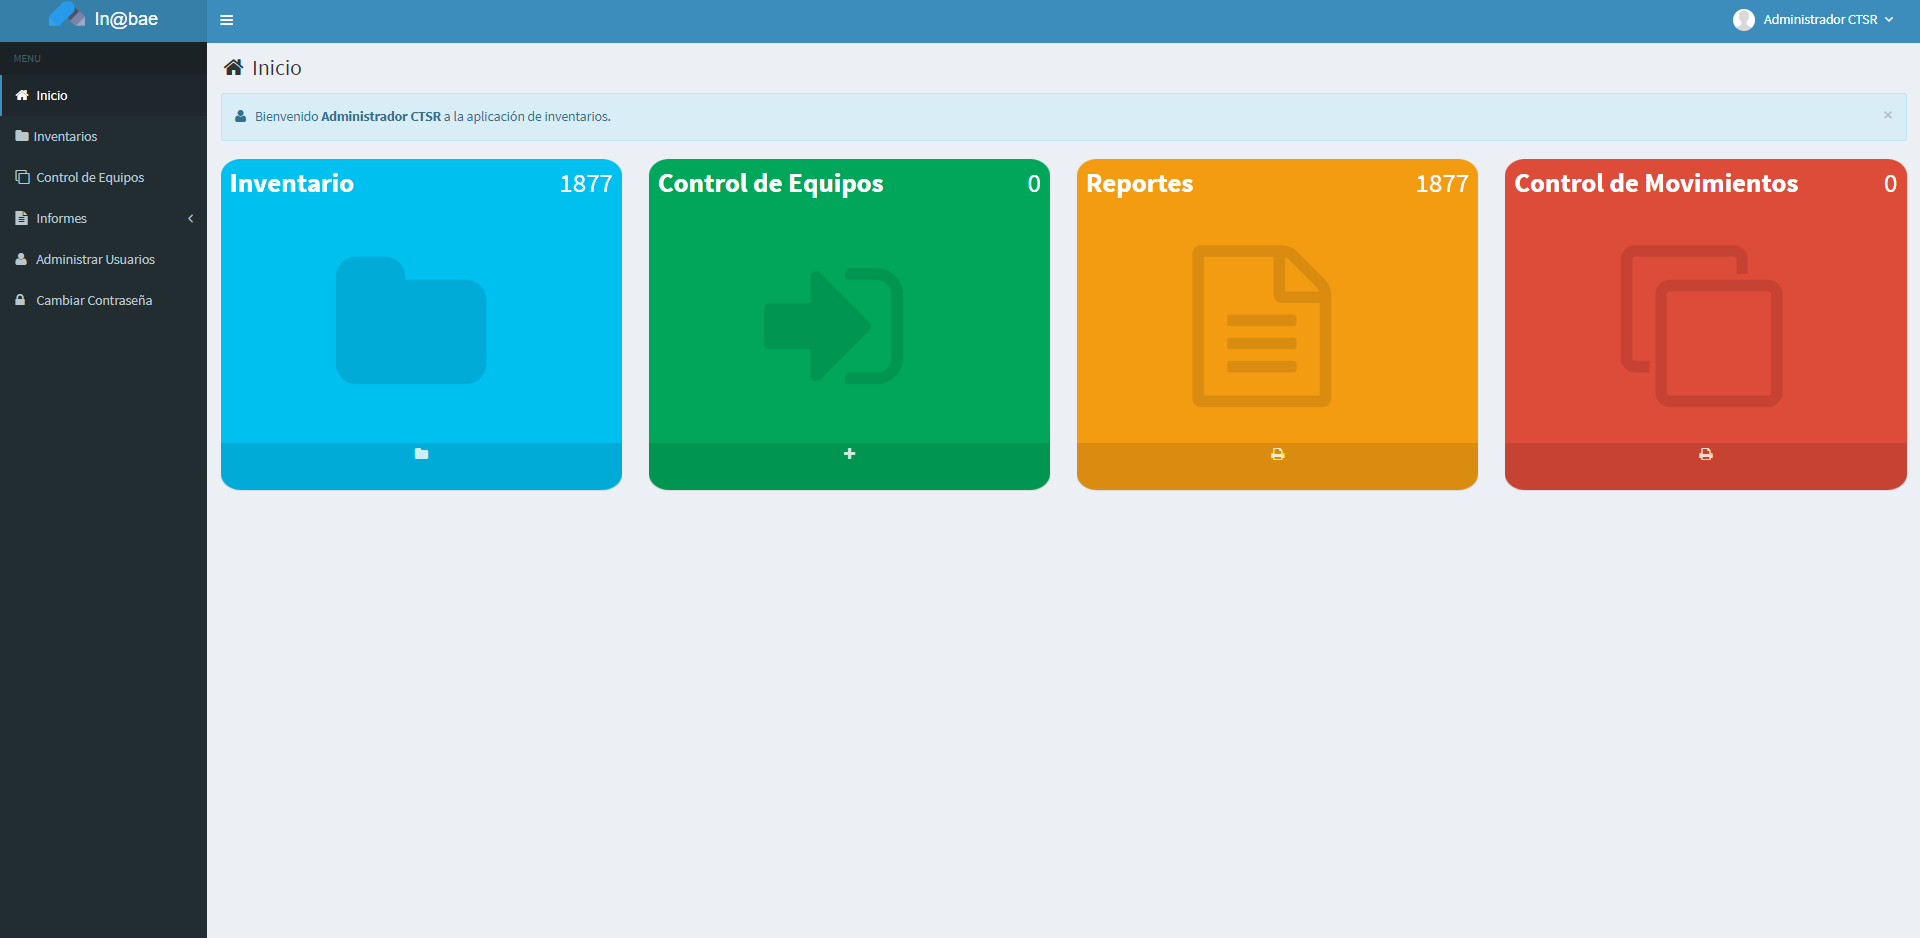 In@bae
Administrador CTSR
MENU
Inicio
Inventarios
Control de Equipos
Informes
Administrar Usuarios
Cambiar Contraseña
Inicio
Bienvenido Administrador CTSR a la aplicación de inventarios.
×
Inventario 1877
Control de Equipos 0
Reportes 1877
Control de Movimientos 0